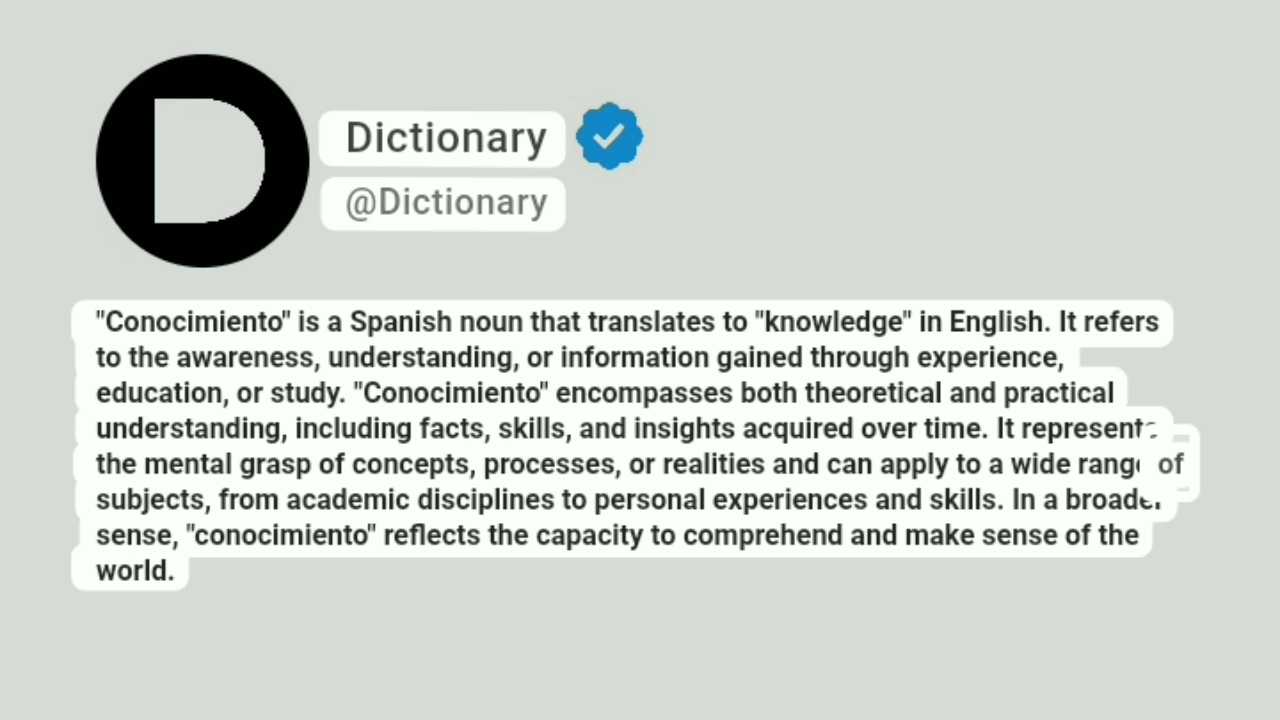 D
Dictionary
@Dictionary
"Conocimiento" is a Spanish noun that translates to "knowledge" in English. It refers
to the awareness, understanding, or information gained through experience,
education, or study. "Conocimiento" encompasses both theoretical and practical
understanding, including facts, skills, and insights acquired over time. It represents
the mental grasp of concepts, processes, or realities and can apply to a wide range of
subjects, from academic disciplines to personal experiences and skills. In a broader
sense, "conocimiento" reflects the capacity to comprehend and make sense of the
world.